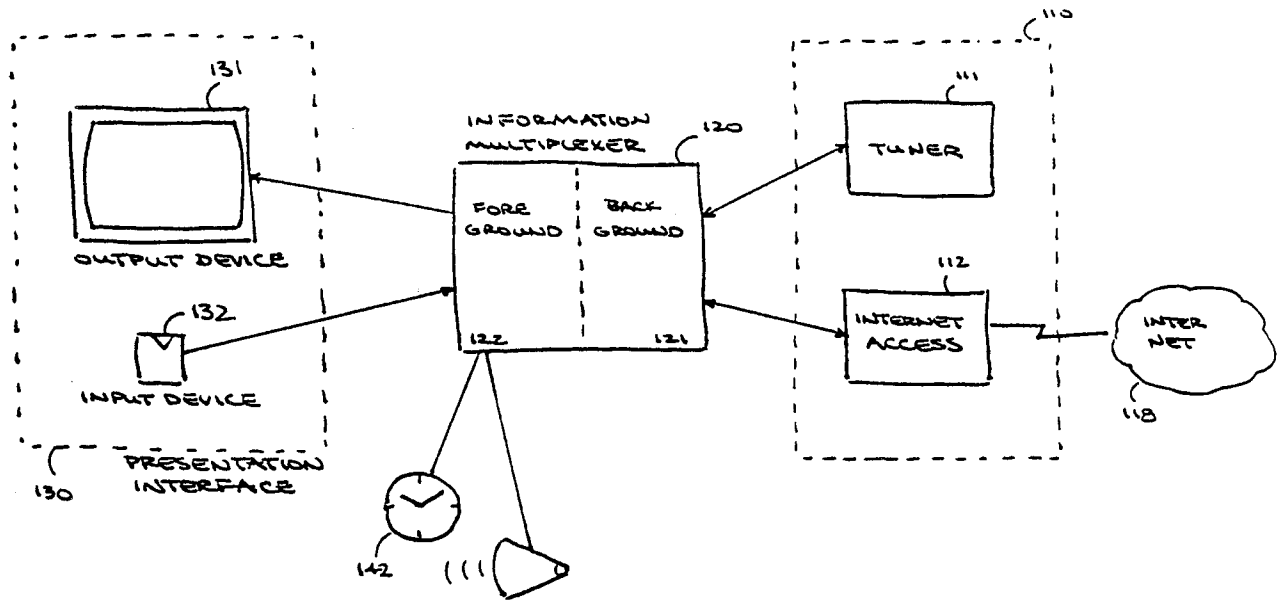 110
131
111
INFORMATION
MULTIPLEXER
120
TUNER
FORE
GROUND
BACK
GROUND
OUTPUT DEVICE
112
132
INTERNET
ACCESS
INTER
NET
122
121
INPUT DEVICE
118
PRESENTATION
INTERFACE
130
142